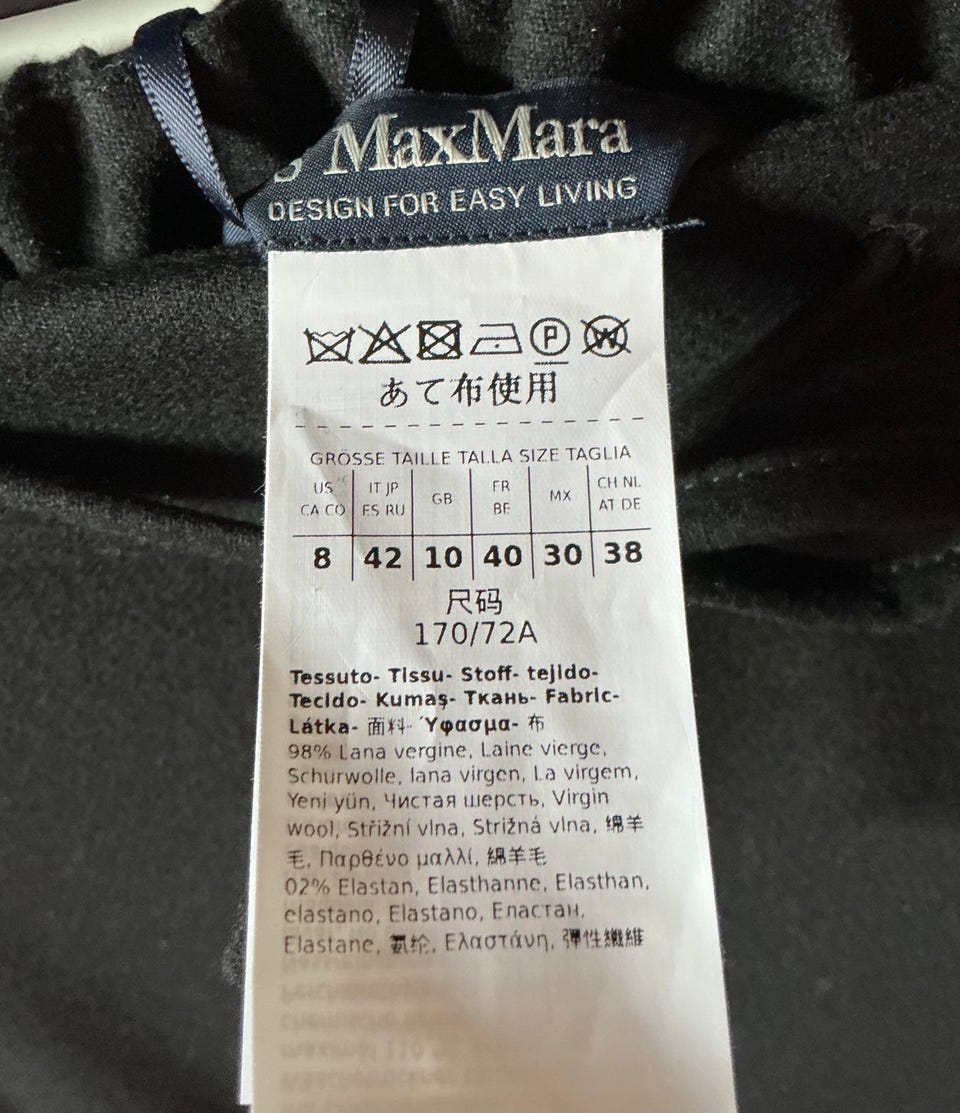 MaxMara
DESIGN FOR EASY LIVING
P W
あて布使用
GRÖSSE TAILLE TALLA SIZE TAGLIA
US IT JP GB FR MX CH NL
CA CO ES RU BE AT DE
8 42 10 40 30 38
尺码
170/72A
Tessuto- Tissu- Stoff- tejido-
Tecido- Kumaş- Ткань- Fabric-
Látka- 面料- Ύφασμα- 布
98% Lana vergine, Laine vierge,
Schurwolle, lana virgen, La virgem,
Yeni yün, Чистая шерсть, Virgin
wool, Střižní vlna, Strižná vlna, 绵羊
毛, Παρθένο μαλλί, 綿羊毛
02% Elastan, Elasthanne, Elasthan,
elastano, Elastano, Еластан,
Elastane, 氨纶, Ελαστάνη, 彈性纖維